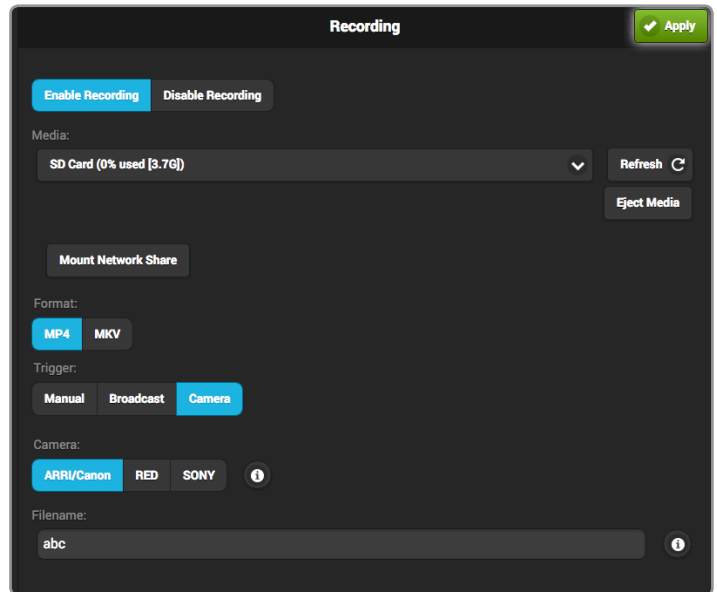 Recording
Apply
Enable Recording Disable Recording
Media:
SD Card (0% used [3.7G])
Refresh
Eject Media
Mount Network Share
Format:
MP4 MKV
Trigger:
Manual Broadcast Camera
Camera:
ARRI/Canon RED SONY
Filename:
abc